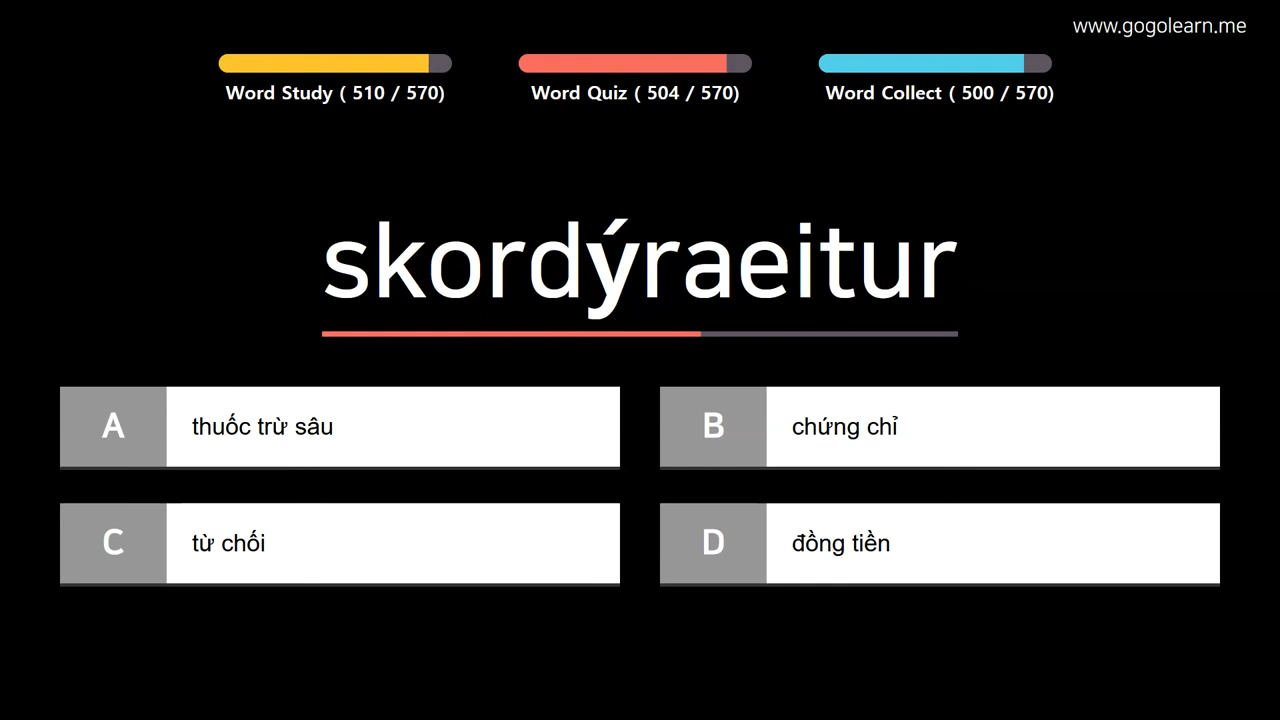 www.gogolearn.me
Word Study ( 510 / 570)
Word Quiz ( 504 / 570)
Word Collect ( 500 / 570)
skordýraeitur
A thuốc trừ sâu
B chứng chỉ
C từ chối
D đồng tiền